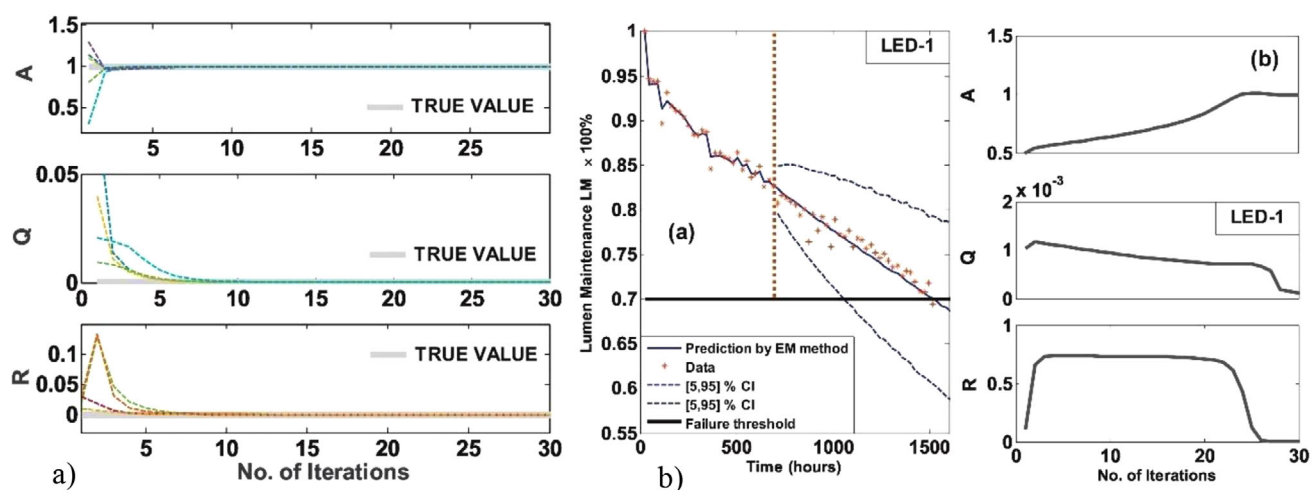 1.5
1
0.5
A
TRUE VALUE
5 10 15 20 25 30
0.05
0
Q
TRUE VALUE
0 5 10 15 20 25 30
0.1
0.05
0
R
TRUE VALUE
5 10 15 20 25 30
No. of Iterations
a)
LED-1
1
0.95
0.9
0.85
0.8
0.75
0.7
0.65
0.6
0.55
Lumen Maintenance LM × 100%
(a)
Prediction by EM method
Data
[5,95] % CI
[5,95] % CI
Failure threshold
0 500 1000 1500
Time (hours)
b)
(b)
1.5
1
0.5
A
x 10⁻³
LED-1
2
1
0
Q
1
0.5
0
R
0 10 20 30
No. of Iterations